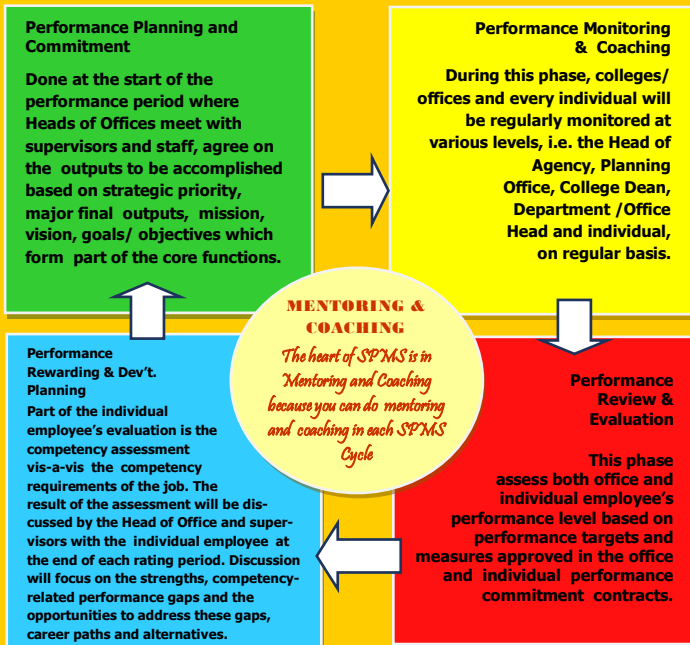 Performance Planning and
Commitment
Done at the start of the
performance period where
Heads of Offices meet with
supervisors and staff, agree on
the outputs to be accomplished
based on strategic priority,
major final outputs, mission,
vision, goals/ objectives which
form part of the core functions.
Performance Monitoring
& Coaching
During this phase, colleges/
offices and every individual will
be regularly monitored at
various levels, i.e. the Head of
Agency, Planning
Office, College Dean,
Department /Office
Head and individual,
on regular basis.
MENTORING &
COACHING
The heart of SPMS is in
Mentoring and Coaching
because you can do mentoring
and coaching in each SPMS
Cycle
Performance
Rewarding & Dev't.
Planning
Part of the individual
employee's evaluation is the
competency assessment
vis-a-vis the competency
requirements of the job. The
result of the assessment will be dis-
cussed by the Head of Office and super-
visors with the individual employee at
the end of each rating period. Discussion
will focus on the strengths, competency-
related performance gaps and the
opportunities to address these gaps,
career paths and alternatives.
Performance
Review &
Evaluation
This phase
assess both office and
individual employee's
performance level based on
performance targets and
measures approved in the office
and individual performance
commitment contracts.